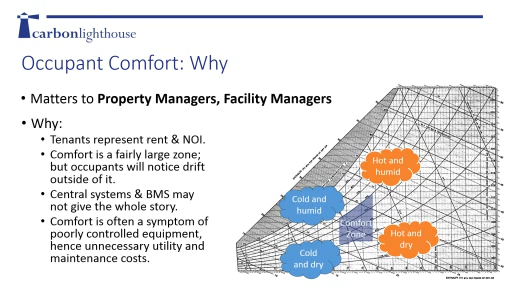 carbonlighthouse
Occupant Comfort: Why
• Matters to Property Managers, Facility Managers
• Why:
• Tenants represent rent & NOI.
• Comfort is a fairly large zone;
but occupants will notice drift
outside of it.
• Central systems & BMS may
not give the whole story.
• Comfort is often a symptom of
poorly controlled equipment,
hence unnecessary utility and
maintenance costs.
Hot and
humid
Cold and
humid
Comfort
Zone
Hot and
dry
Cold
and dry